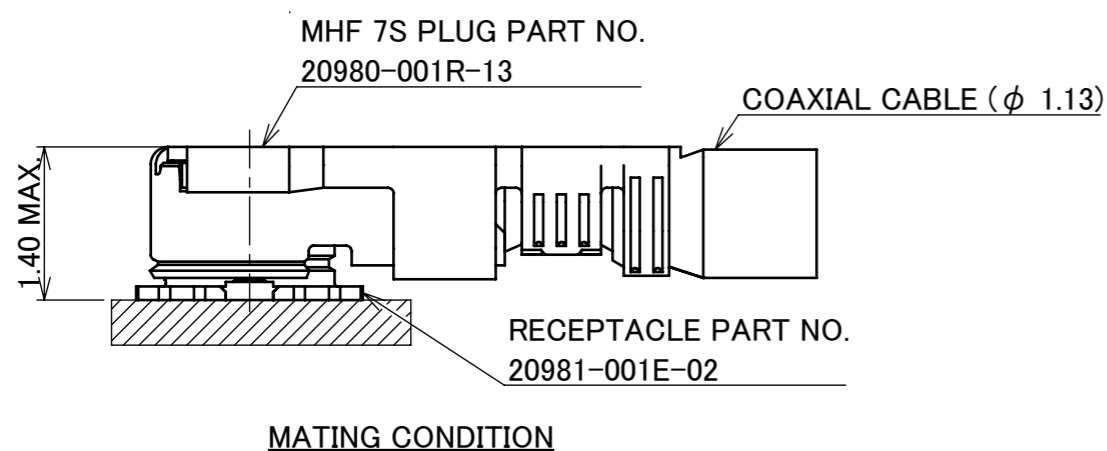 MHF 7S PLUG PART NO.
20980-001R-13
COAXIAL CABLE (φ 1.13)
1.40 MAX.
RECEPTACLE PART NO.
20981-001E-02
MATING CONDITION